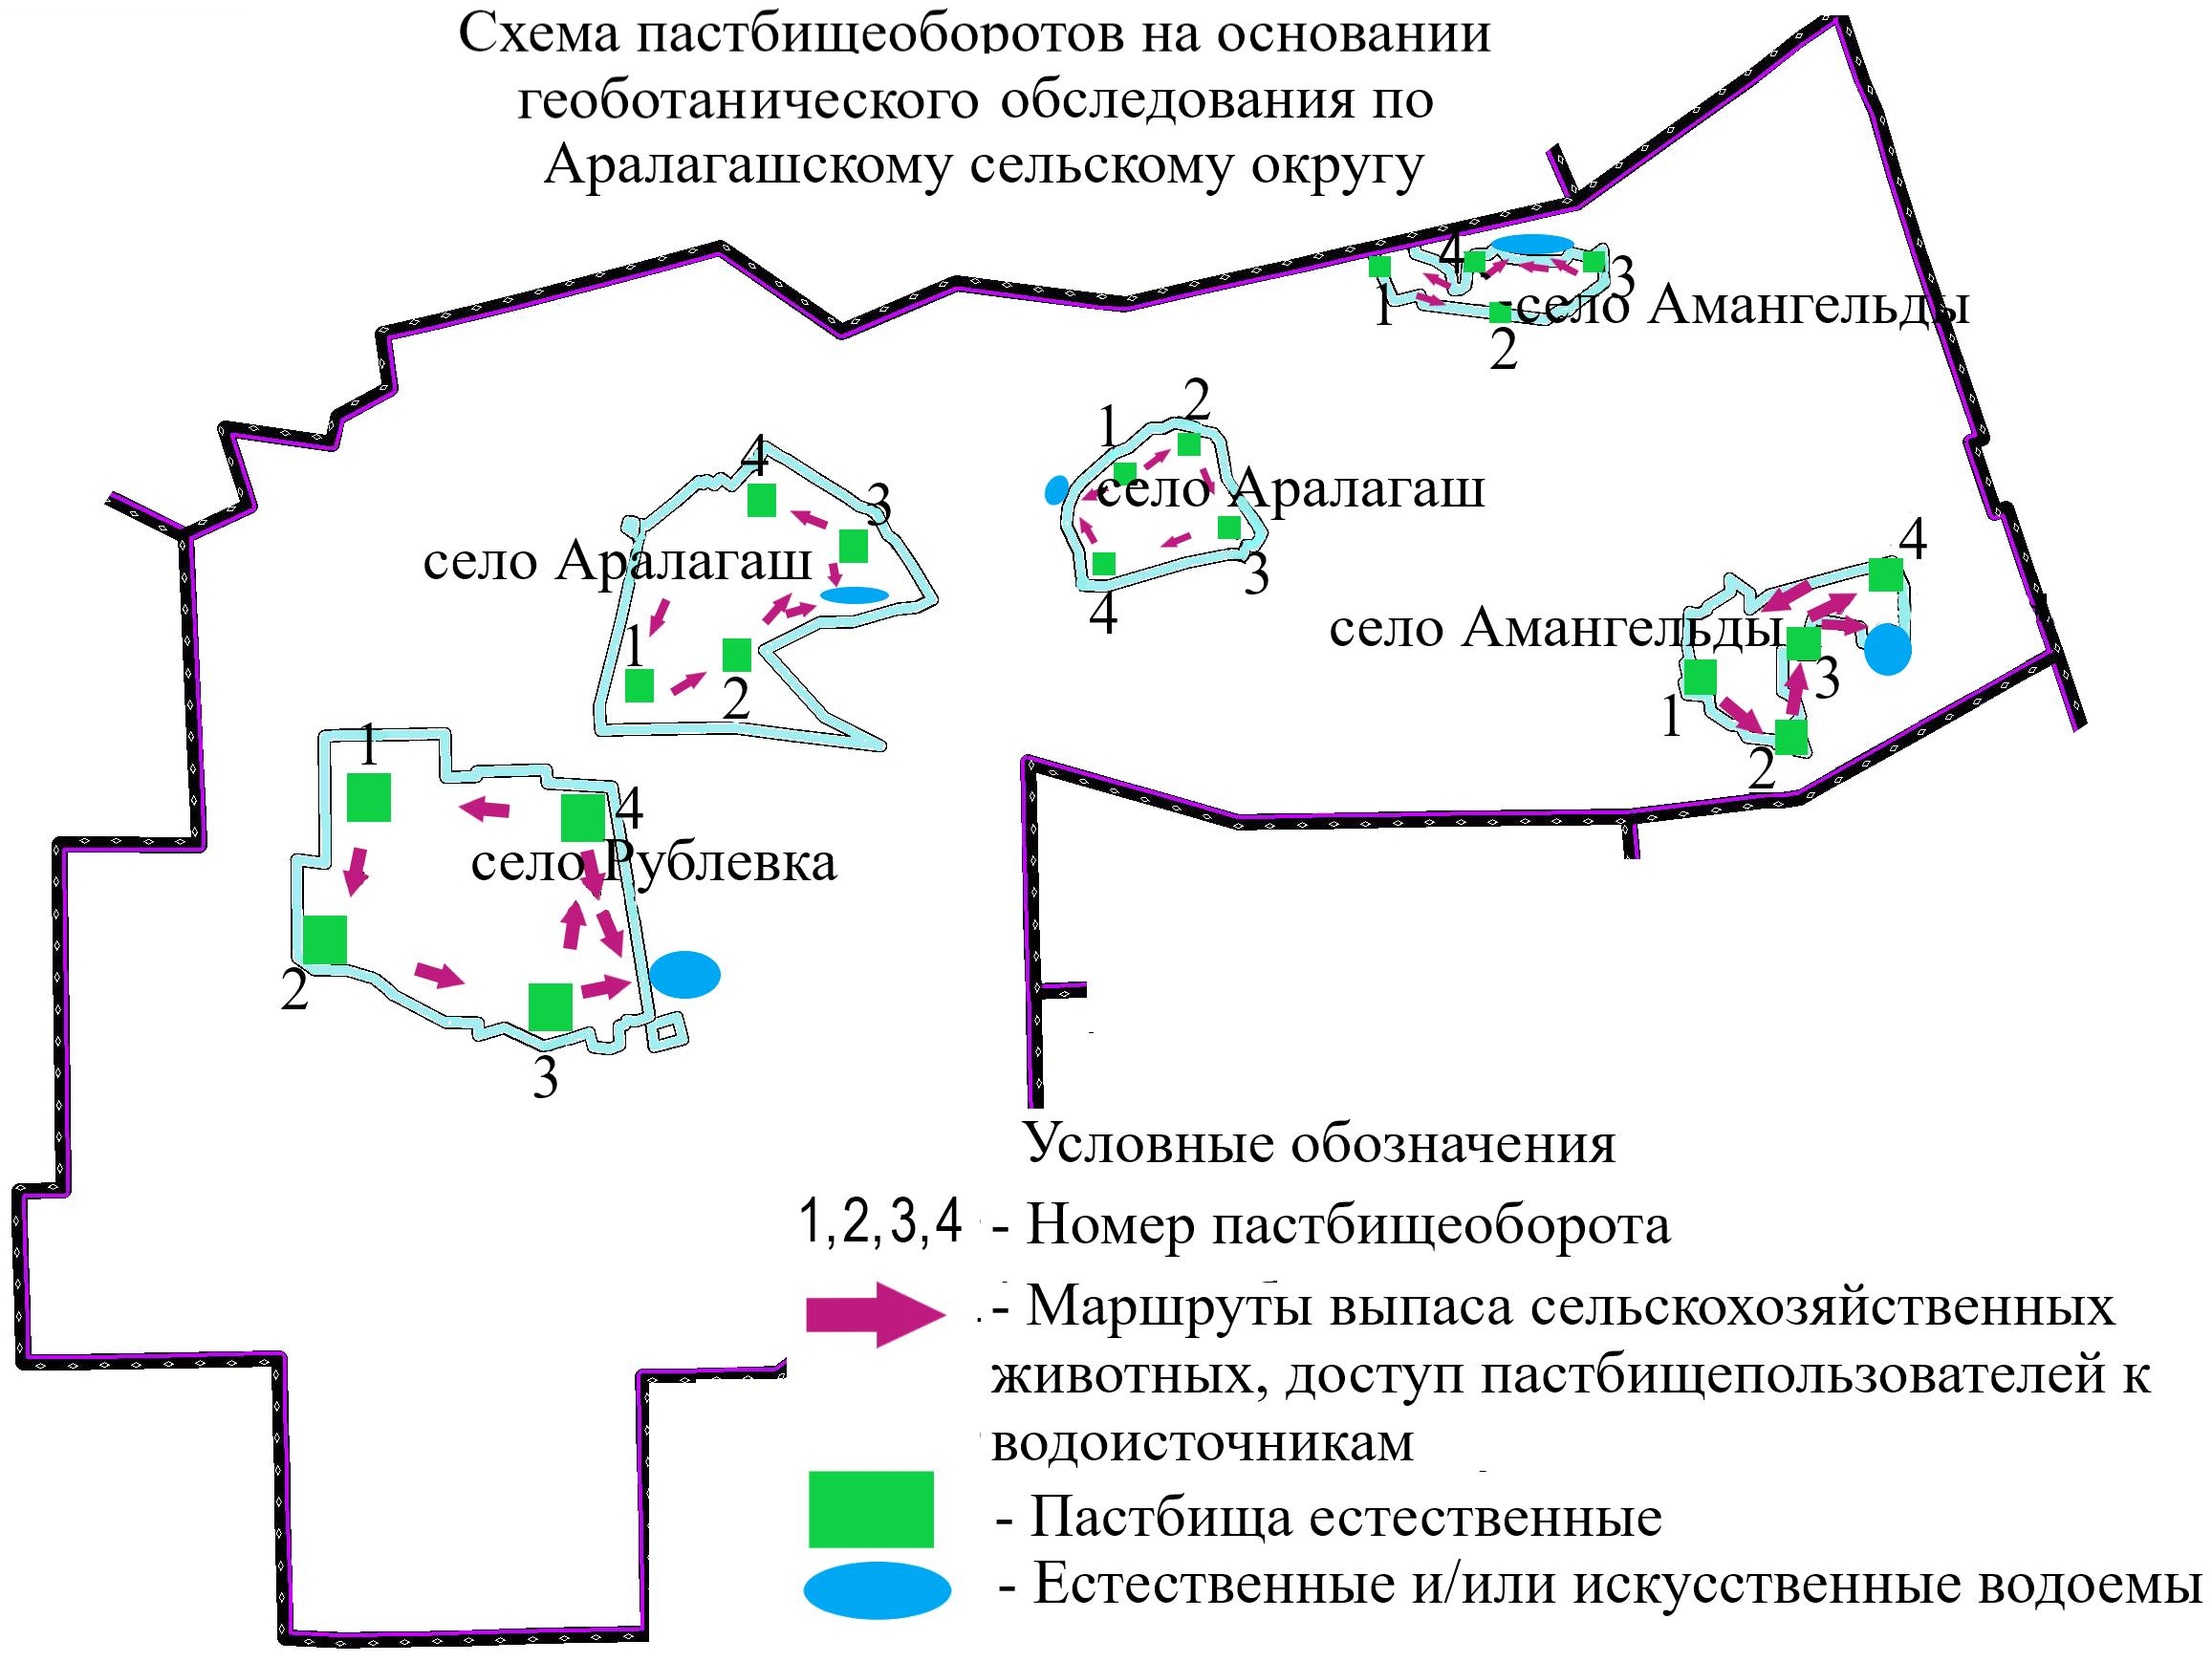 Схема пастбищеоборотов на основании
геоботанического обследования по
Аралагашскому сельскому округу
4
3
1
село Амангельды
2
2
1
село Аралагаш
3
4
4
3
село Аралагаш
1
2
4
село Амангельды
3
1
2
1
4
село Рублевка
2
3
Условные обозначения
1,2,3,4 - Номер пастбищеоборота
- Маршруты выпаса сельскохозяйственных
животных, доступ пастбищепользователей к
водоисточникам
- Пастбища естественные
- Естественные и/или искусственные водоемы